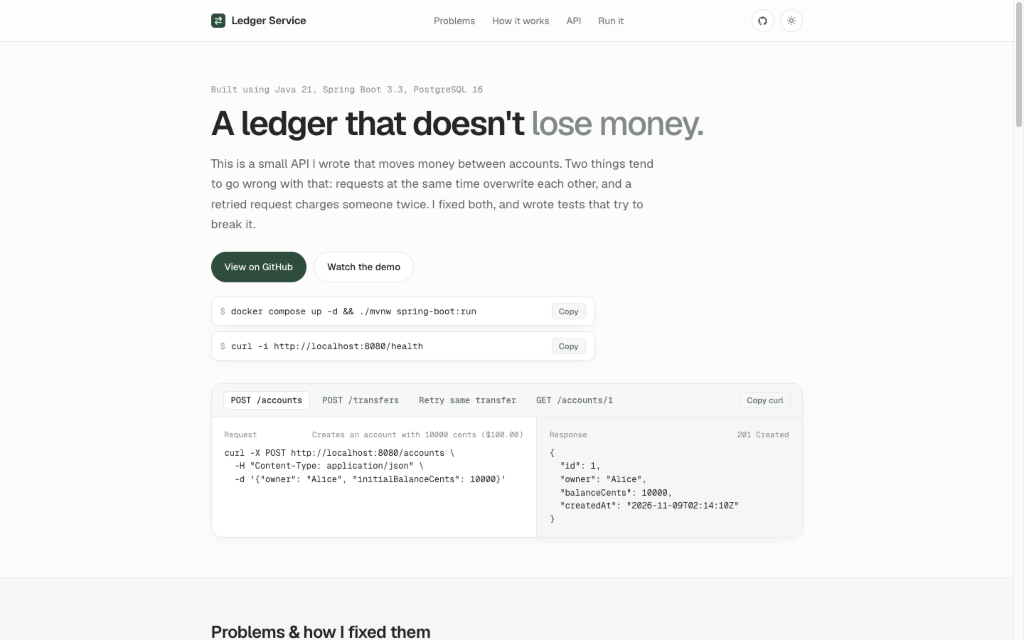 Ledger Service
Problems How it works API Run it
Built using Java 21, Spring Boot 3.3, PostgreSQL 16
A ledger that doesn't lose money.
This is a small API I wrote that moves money between accounts. Two things tend
to go wrong with that: requests at the same time overwrite each other, and a
retried request charges someone twice. I fixed both, and wrote tests that try to
break it.
View on GitHub Watch the demo
$ docker compose up -d && ./mvnw spring-boot:run Copy
$ curl -i http://localhost:8080/health Copy
POST /accounts POST /transfers Retry same transfer GET /accounts/1 Copy curl
Request Creates an account with 10000 cents ($100.00)
curl -X POST http://localhost:8080/accounts \
  -H "Content-Type: application/json" \
  -d '{"owner": "Alice", "initialBalanceCents": 10000}'
Response 201 Created
{
  "id": 1,
  "owner": "Alice",
  "balanceCents": 10000,
  "createdAt": "2026-11-09T02:14:10Z"
}
Problems & how I fixed them